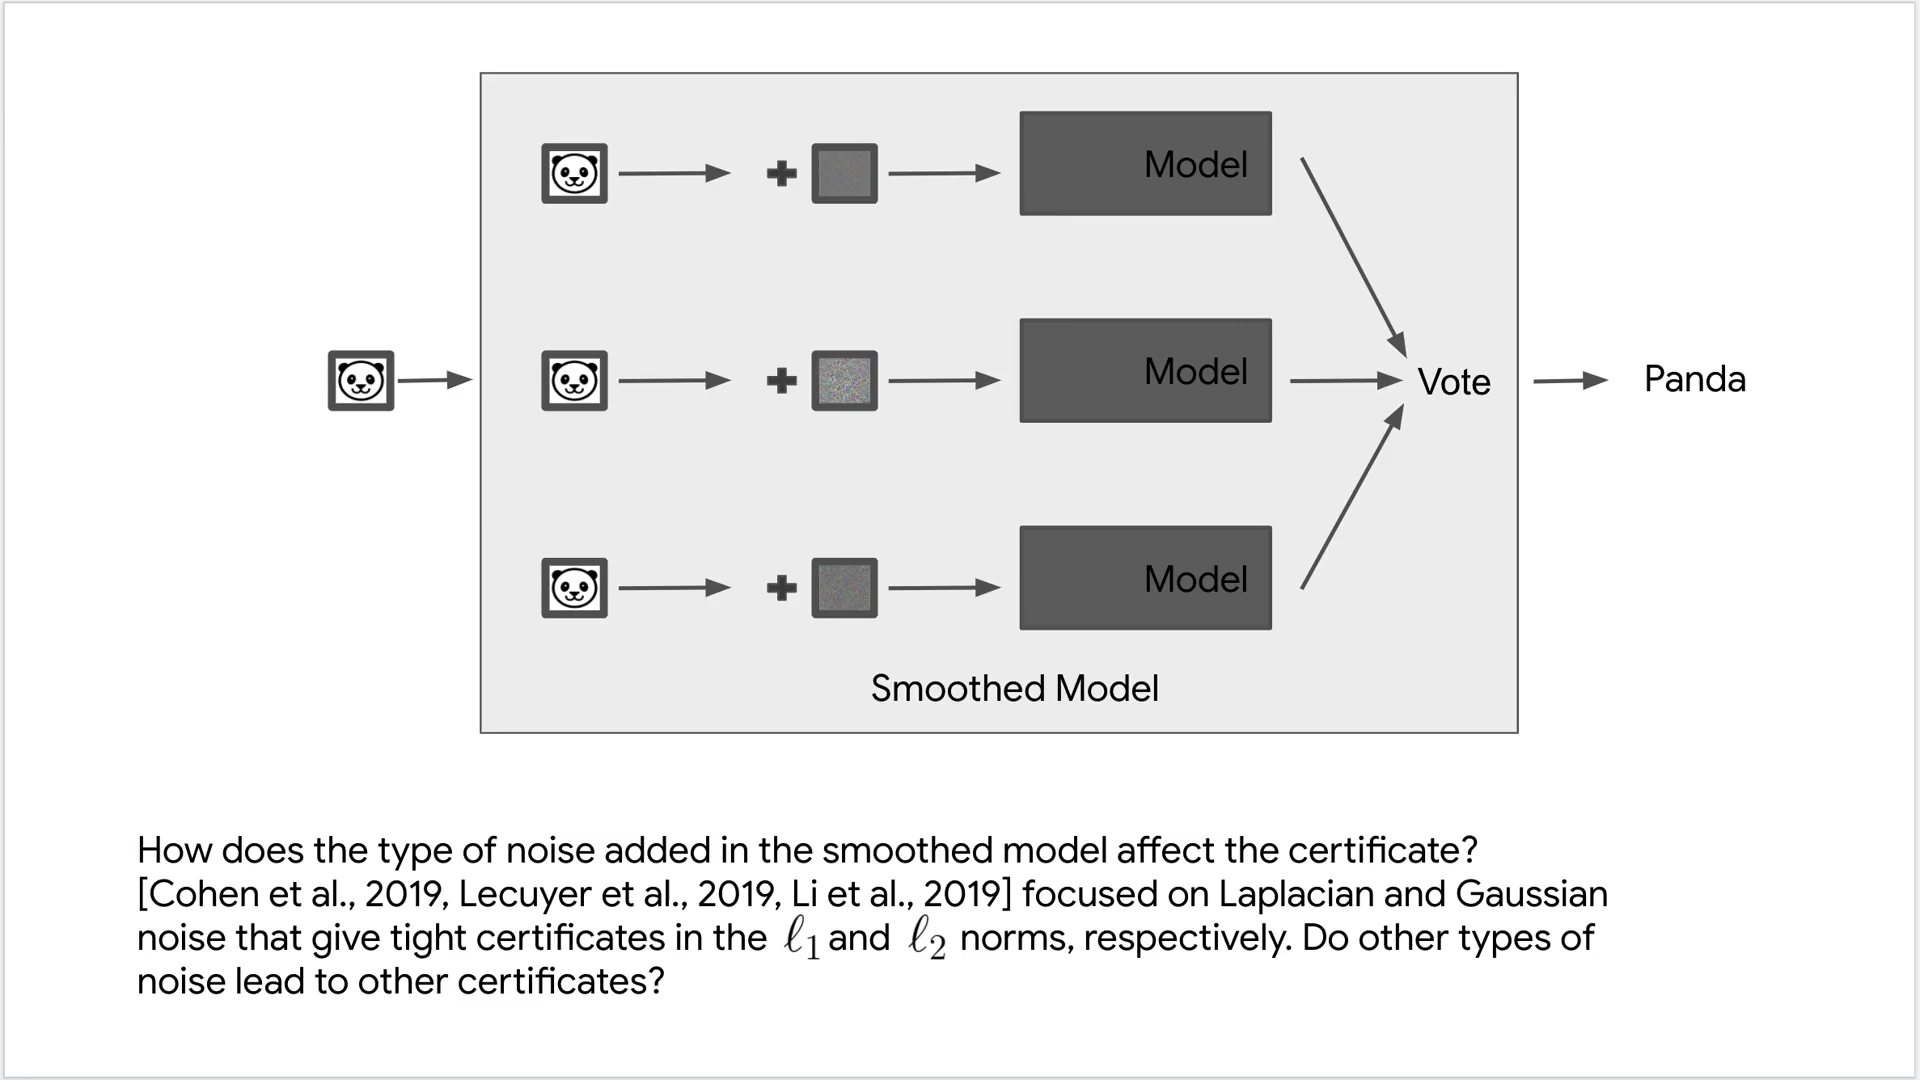 Model
Model
Vote
Panda
Model
Smoothed Model
How does the type of noise added in the smoothed model affect the certificate?
[Cohen et al., 2019, Lecuyer et al., 2019, Li et al., 2019] focused on Laplacian and Gaussian
noise that give tight certificates in the ℓ₁ and ℓ₂ norms, respectively. Do other types of
noise lead to other certificates?